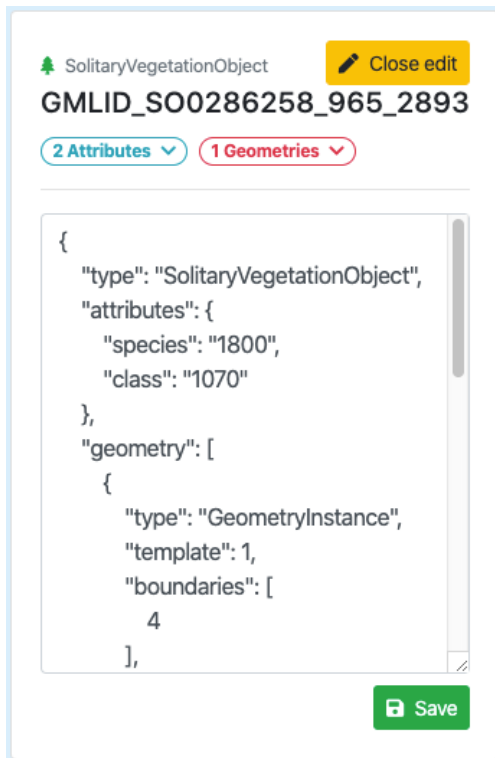 SolitaryVegetationObject
Close edit
GMLID_SO0286258_965_2893
2 Attributes
1 Geometries
{
"type": "SolitaryVegetationObject",
"attributes": {
"species": "1800",
"class": "1070"
},
"geometry": [
{
"type": "GeometryInstance",
"template": 1,
"boundaries": [
4
],
Save